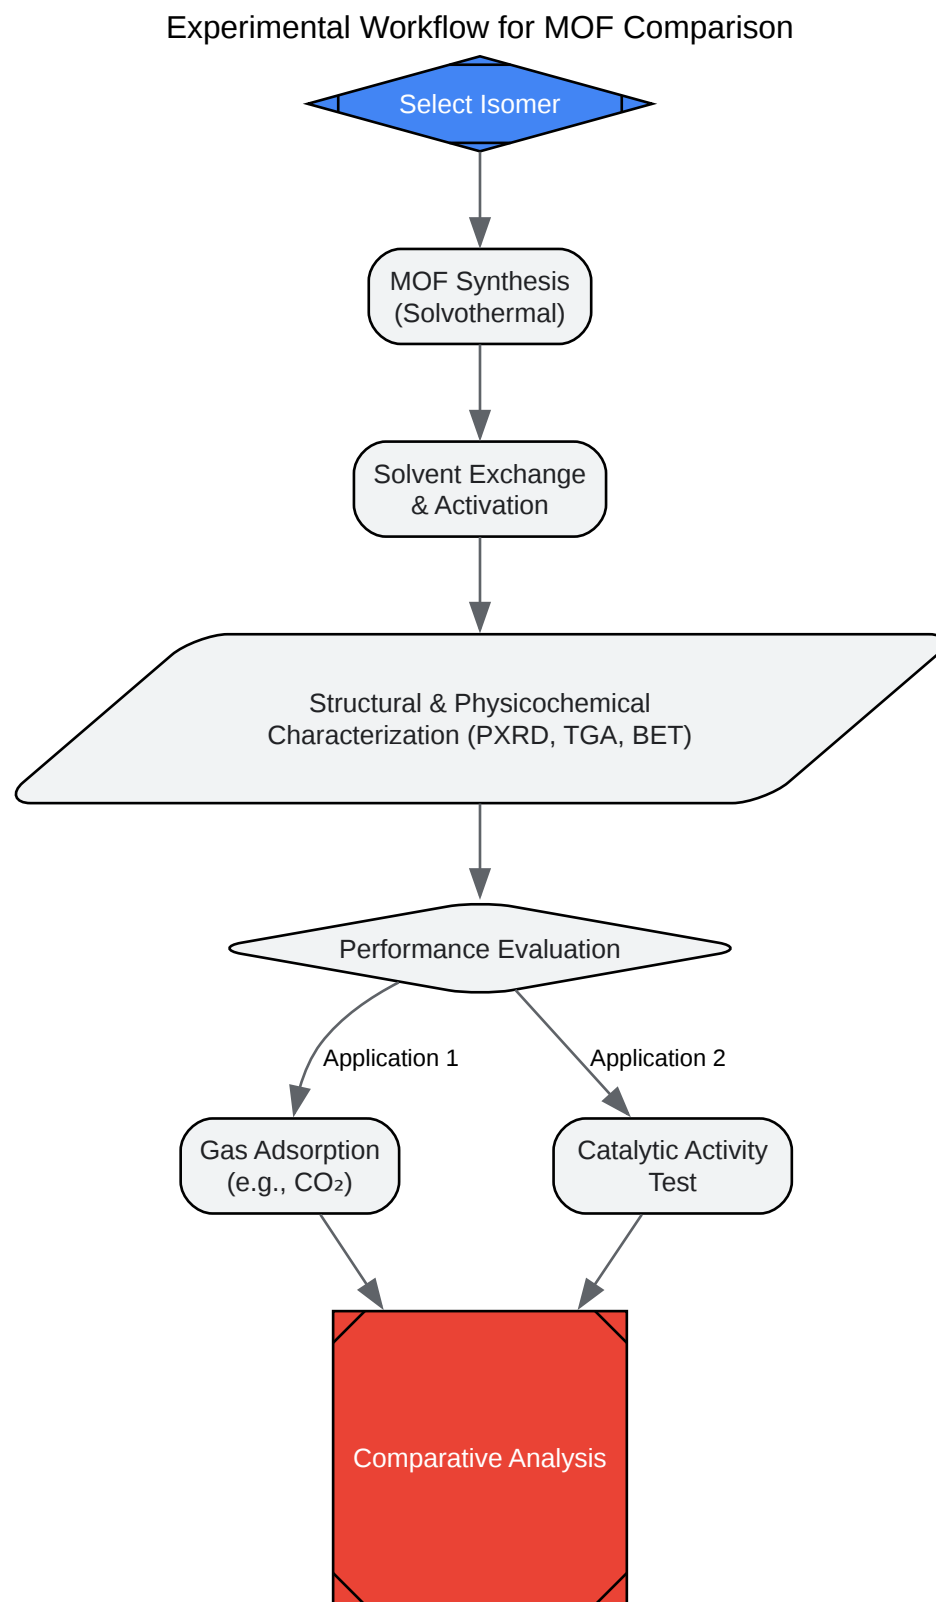 Experimental Workflow for MOF Comparison
Select Isomer
MOF Synthesis
(Solvothermal)
Solvent Exchange
& Activation
Structural & Physicochemical
Characterization (PXRD, TGA, BET)
Performance Evaluation
Application 1
Application 2
Gas Adsorption
(e.g., CO₂)
Catalytic Activity
Test
Comparative Analysis